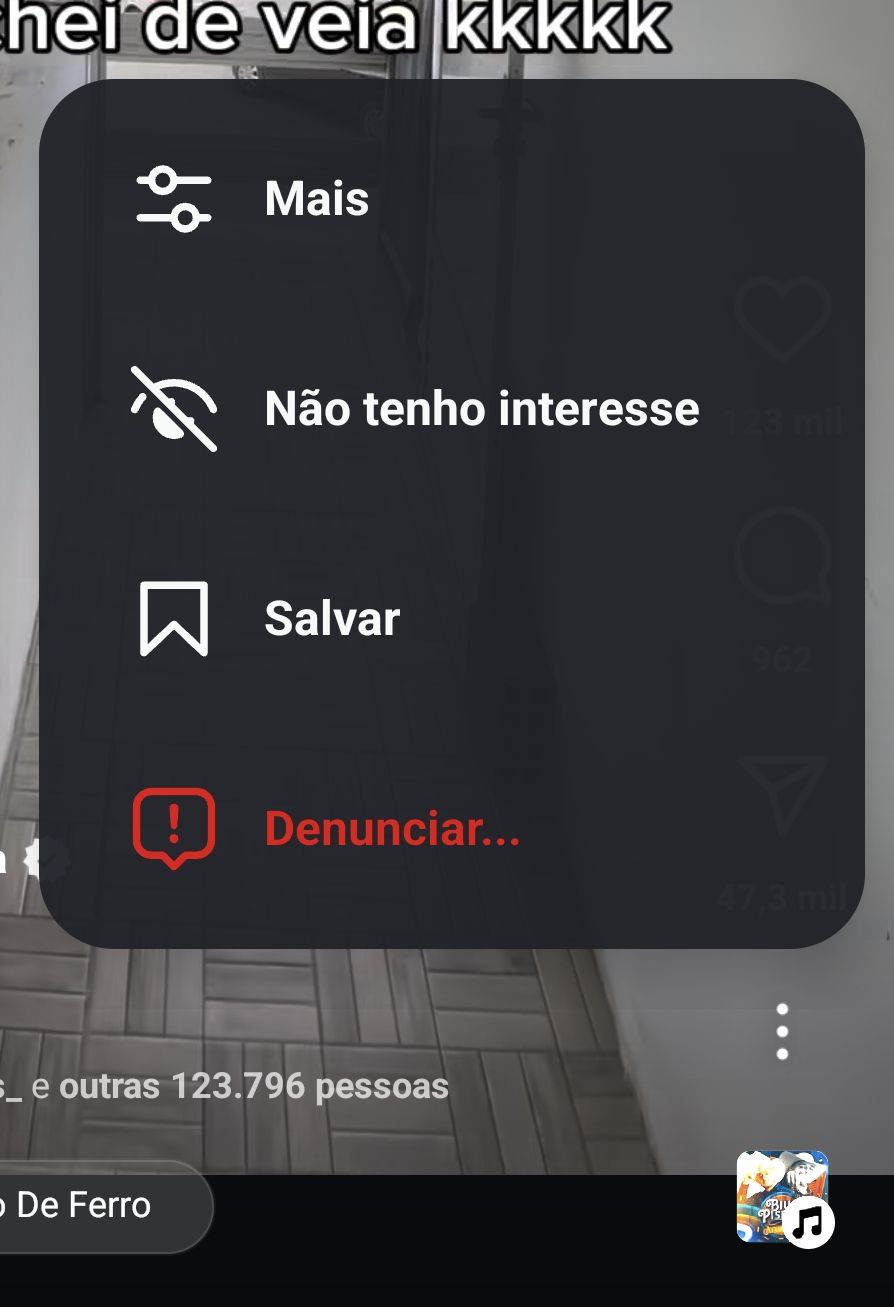 chei de veia kkkkk
Mais
Não tenho interesse
123 mil
Salvar
962
Denunciar...
47,3 mil
a
s_ e outras 123.796 pessoas
o De Ferro